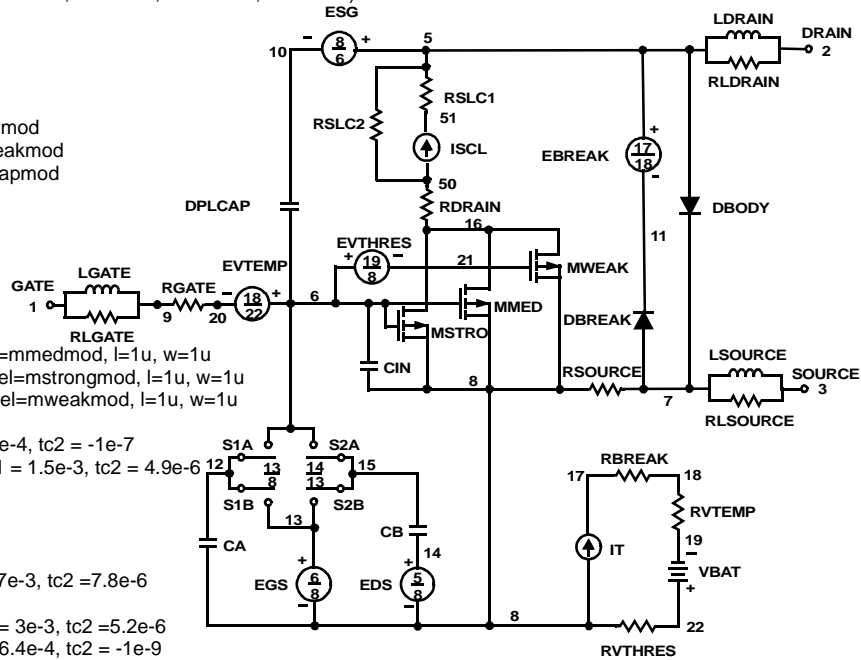 ESG
10
-
8
6
+
5
LDRAIN
DRAIN
2
RLDRAIN
RSLC1
51
RSLC2
ISCL
50
mod
eakmod
apmod
+
17
18
-
EBREAK
DPLCAP
RDRAIN
16
DBODY
11
EVTHRES
+
19
8
-
21
MWEAK
LGATE
GATE
1
RGATE
EVTEMP
-
18
22
+
6
9
20
RLGATE
MMED
MSTRO
DBREAK
=mmedmod, l=1u, w=1u
el=mstrongmod, l=1u, w=1u
el=mweakmod, l=1u, w=1u
CIN
8
RSOURCE
7
LSOURCE
SOURCE
3
RLSOURCE
e-4, tc2 = -1e-7
1 = 1.5e-3, tc2 = 4.9e-6
12
S1A
S2A
13
8
14
13
15
S1B
S2B
13
CA
CB
14
17
RBREAK
18
RVTEMP
19
-
IT
VBAT
+
+
EGS
6
8
-
+
EDS
5
8
-
7e-3, tc2 =7.8e-6
= 3e-3, tc2 =5.2e-6
6.4e-4, tc2 = -1e-9
8
22
RVTHRES